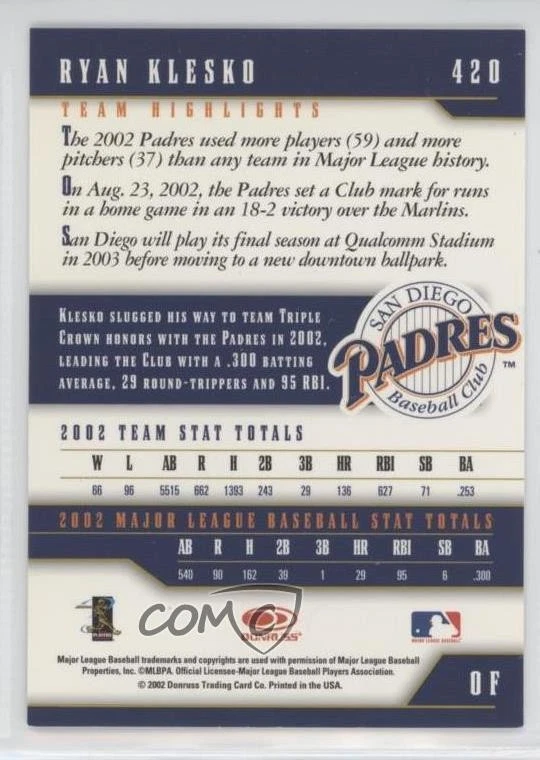 RYAN KLESKO 420
TEAM HIGHLIGHTS
The 2002 Padres used more players (59) and more
pitchers (37) than any team in Major League history.
On Aug. 23, 2002, the Padres set a Club mark for runs
in a home game in an 18-2 victory over the Marlins.
San Diego will play its final season at Qualcomm Stadium
in 2003 before moving to a new downtown ballpark.
KLESKO SLUGGED HIS WAY TO TEAM TRIPLE
CROWN HONORS WITH THE PADRES IN 2002,
LEADING THE CLUB WITH A .300 BATTING
AVERAGE, 29 ROUND-TRIPPERS AND 95 RBI.
SAN DIEGO
PADRES
Baseball Club
TM
2002 TEAM STAT TOTALS
W L AB R H 2B 3B HR RBI SB BA
66 96 5515 662 1393 243 29 136 627 71 .253
2002 MAJOR LEAGUE BASEBALL STAT TOTALS
AB R H 2B 3B HR RBI SB BA
540 90 162 39 1 29 95 6 .300
PLAYERS
COMC
DONRUSS
MAJOR LEAGUE BASEBALL
Major League Baseball trademarks and copyrights are used with permission of Major League Baseball
Properties, Inc. ©MLBPA. Official Licensee-Major League Baseball Players Association.
© 2002 Donruss Trading Card Co. Printed in the USA.
OF